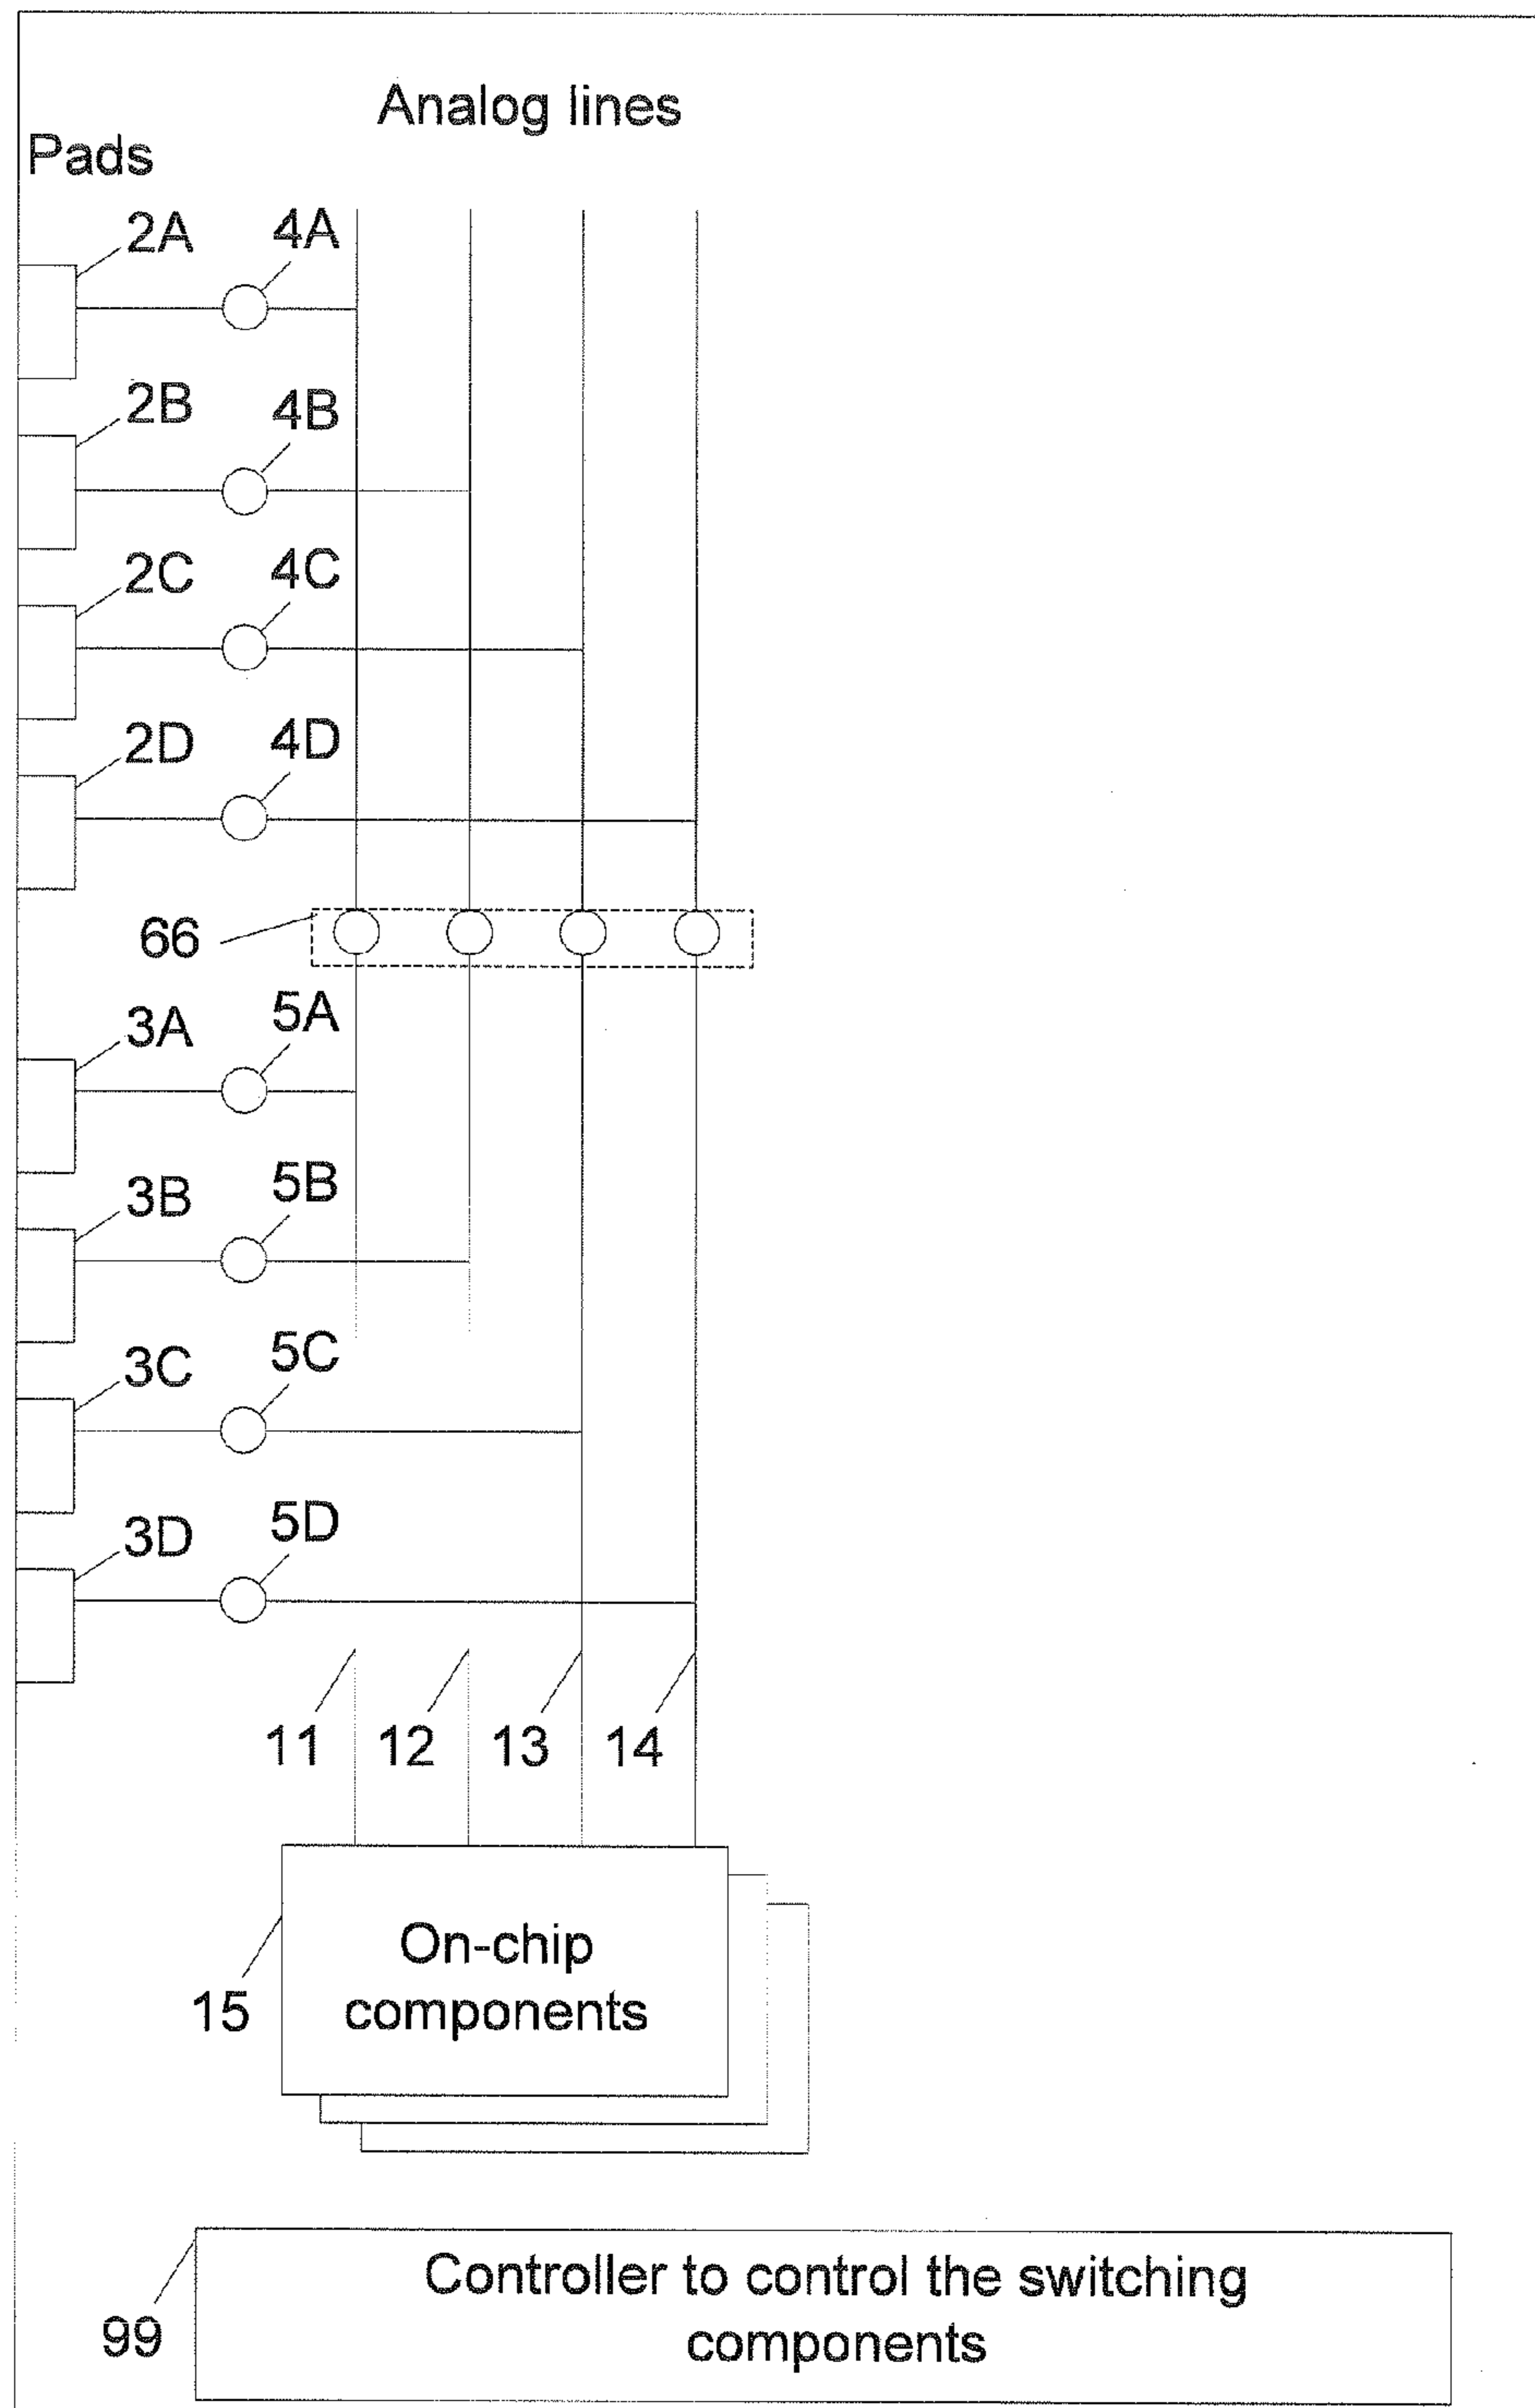 Analog lines
Pads
2A 4A
2B 4B
2C 4C
2D 4D
66
3A 5A
3B 5B
3C 5C
3D 5D
11 12 13 14
On-chip
components
15
Controller to control the switching
components
99